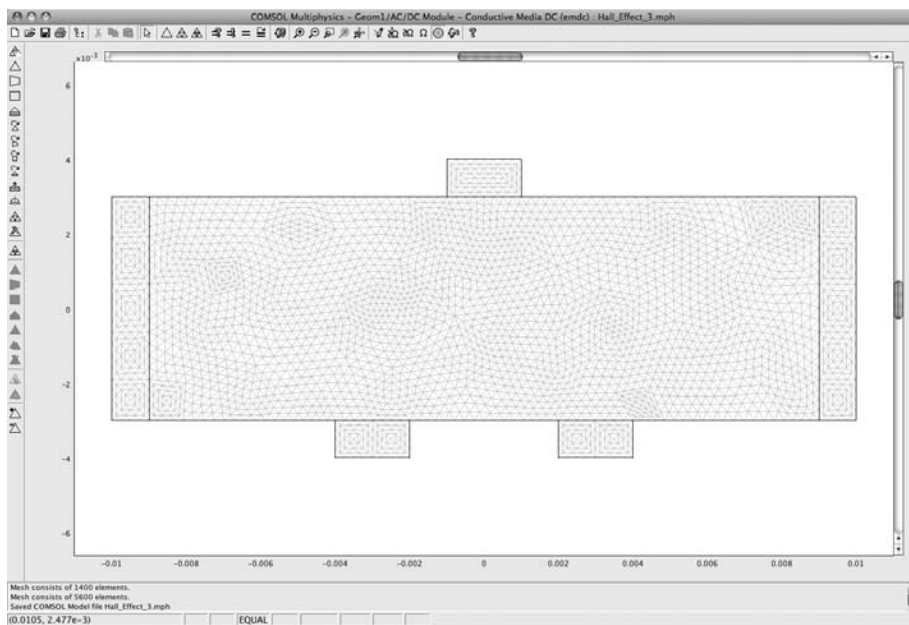 COMSOL Multiphysics – Geom1/AC/DC Module – Conductive Media DC (emdc) : Hall_Effect_3.mph
×10⁻³
6
4
2
0
−2
−4
−6
−0.01 −0.008 −0.006 −0.004 −0.002 0 0.002 0.004 0.006 0.008 0.01
Mesh consists of 1400 elements.
Mesh consists of 5600 elements.
Saved COMSOL Model file Hall_Effect_3.mph
(0.0105, 2.477e−3) EQUAL